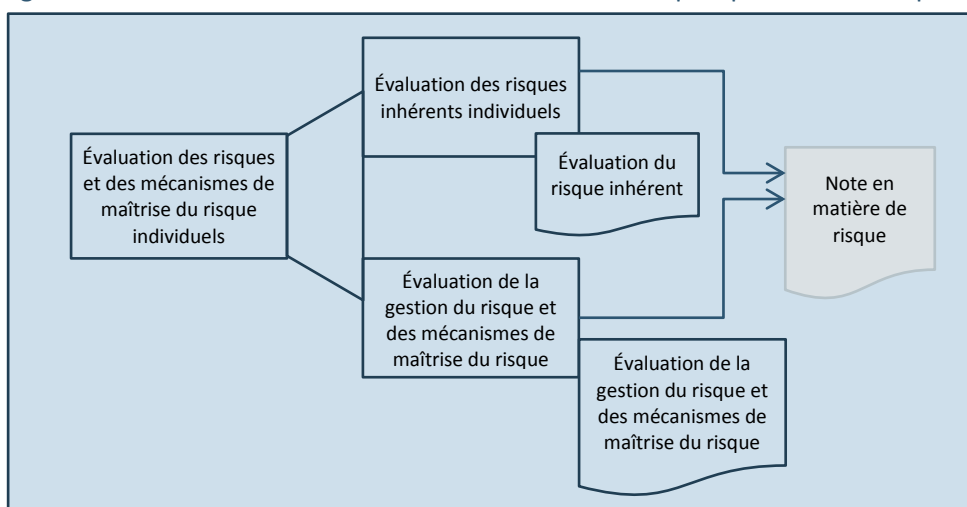 Évaluation des risques
et des mécanismes de
maîtrise du risque
individuels
Évaluation des risques
inhérents individuels
Évaluation du
risque inhérent
Évaluation de la
gestion du risque et
des mécanismes de
maîtrise du risque
Évaluation de la
gestion du risque et
des mécanismes de
maîtrise du risque
Note en
matière de
risque